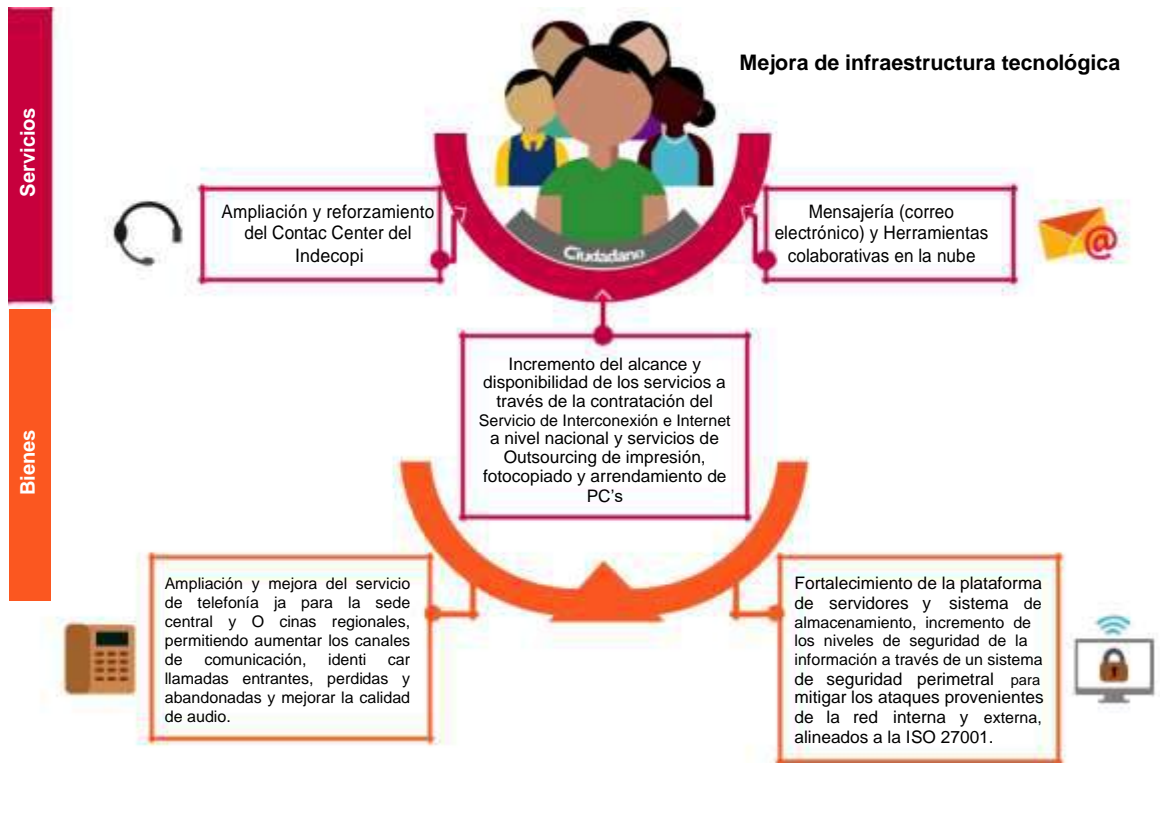 Mejora de infraestructura tecnológica
Servicios
Ampliación y reforzamiento
del Contac Center del
Indecopi
Ciudadano
Mensajería (correo
electrónico) y Herramientas
colaborativas en la nube
@
Incremento del alcance y
disponibilidad de los servicios a
través de la contratación del
Servicio de Interconexión e Internet
a nivel nacional y servicios de
Outsourcing de impresión,
fotocopiado y arrendamiento de
PC's
Bienes
Ampliación y mejora del servicio
de telefonía ja para la sede
central y O cinas regionales,
permitiendo aumentar los canales
de comunicación, identi car
llamadas entrantes, perdidas y
abandonadas y mejorar la calidad
de audio.
Fortalecimiento de la plataforma
de servidores y sistema de
almacenamiento, incremento de
los niveles de seguridad de la
información a través de un sistema
de seguridad perimetral para
mitigar los ataques provenientes
de la red interna y externa,
alineados a la ISO 27001.